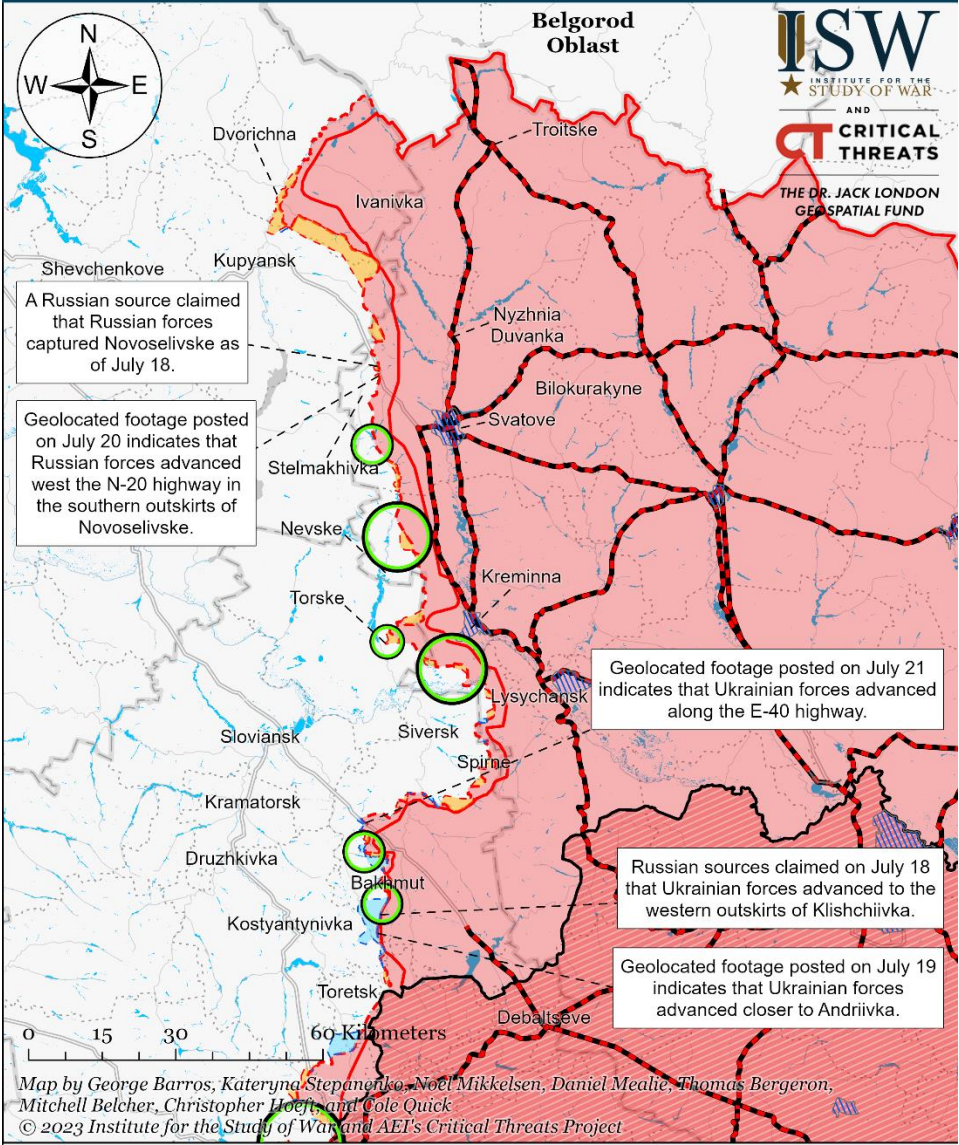 Belgorod
Oblast
ISW
INSTITUTE FOR THE
STUDY OF WAR
AND
CT CRITICAL
THREATS
THE DR. JACK LONDON
GEOSPATIAL FUND
N
W
E
S
Dvorichna
Troitske
Ivanivka
Shevchenkove
Kupyansk
A Russian source claimed
that Russian forces
captured Novoselivske as
of July 18.
Nyzhnia
Duvanka
Bilokurakyne
Svatove
Geolocated footage posted
on July 20 indicates that
Russian forces advanced
west the N-20 highway in
the southern outskirts of
Novoselivske.
Stelmakhivka
Nevske
Kreminna
Torske
Geolocated footage posted on July 21
indicates that Ukrainian forces advanced
along the E-40 highway.
Lysychansk
Siversk
Sloviansk
Spirne
Kramatorsk
Druzhkivka
Bakhmut
Russian sources claimed on July 18
that Ukrainian forces advanced to the
western outskirts of Klishchiivka.
Kostyantynivka
Geolocated footage posted on July 19
indicates that Ukrainian forces
advanced closer to Andriivka.
Toretsk
Debaltseve
0 15 30 60 Kilometers
Map by George Barros, Kateryna Stepanenko, Noel Mikkelsen, Daniel Mealie, Thomas Bergeron,
Mitchell Belcher, Christopher Hoeft, and Cole Quick
© 2023 Institute for the Study of War and AEI's Critical Threats Project